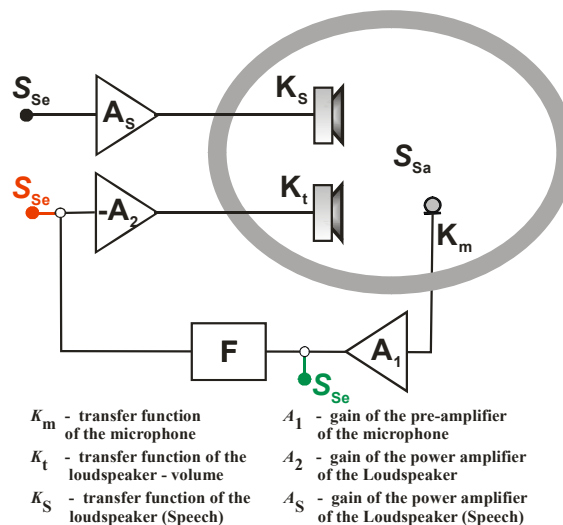 S_Se A_S K_S
S_Sa
S_Se -A_2 K_t
K_m
F A_1
S_Se
K_m - transfer function
of the microphone
K_t - transfer function of the
loudspeaker - volume
K_S - transfer function of the
loudspeaker (Speech)
A_1 - gain of the pre-amplifier
of the microphone
A_2 - gain of the power amplifier
of the Loudspeaker
A_S - gain of the power amplifier
of the Loudspeaker (Speech)